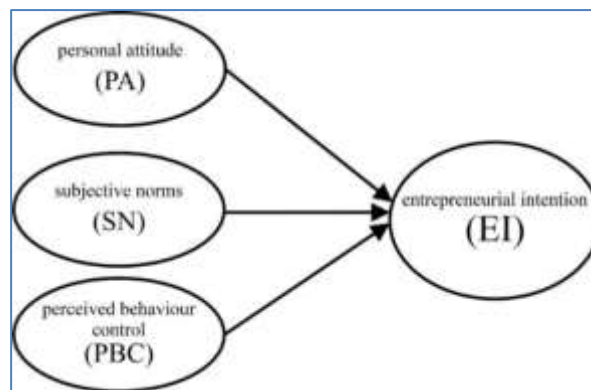 personal attitude
(PA)
subjective norms
(SN)
perceived behaviour
control
(PBC)
entrepreneurial intention
(EI)